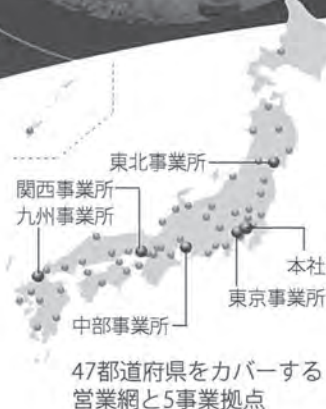 東北事業所
関西事業所
九州事業所
本社
東京事業所
中部事業所
47都道府県をカバーする
営業網と5事業拠点